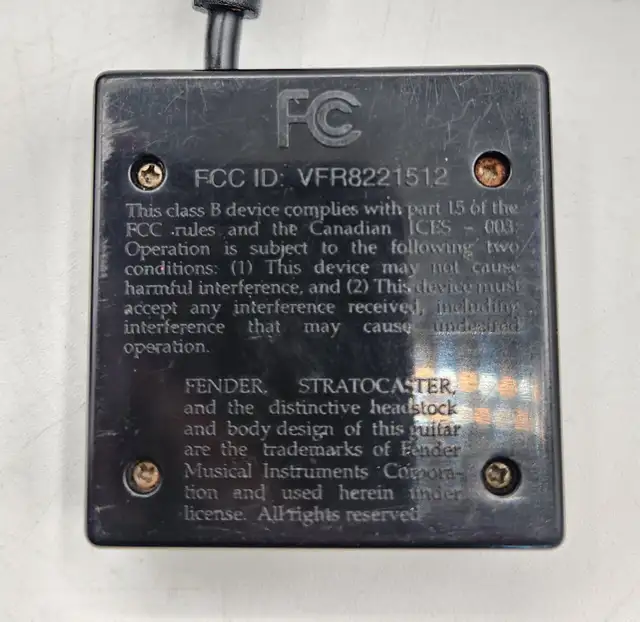 FC
FCC ID: VFR8221512
This class B device complies with part 15 of the
FCC rules and the Canadian ICES - 003.
Operation is subject to the following two
conditions: (1) This device may not cause
harmful interference, and (2) This device must
accept any interference received, including
interference that may cause undesired
operation.
FENDER, STRATOCASTER,
and the distinctive headstock
and body design of this guitar
are the trademarks of Fender
Musical Instruments Corpora-
tion and used herein under
license. All rights reserved